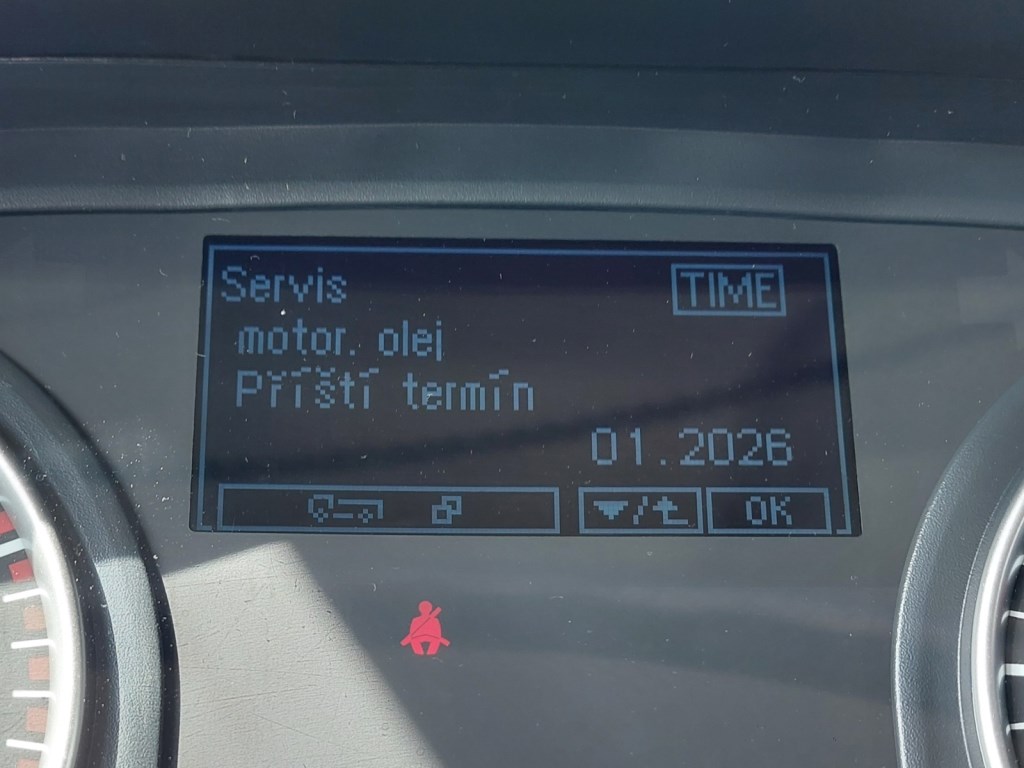 Servis TIME
motor. olej
Příští termín
01.2026
OK